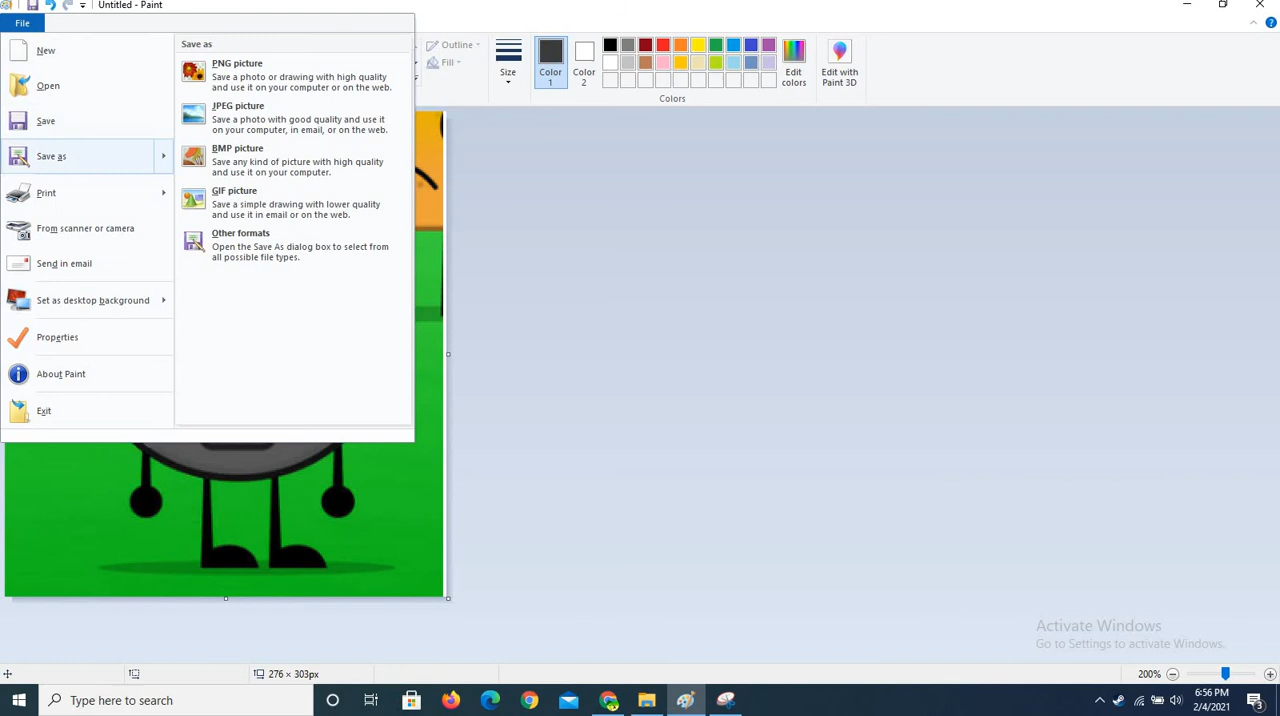 Untitled - Paint
File
New
Open
Save
Save as
Print
From scanner or camera
Send in email
Set as desktop background
Properties
About Paint
Exit
Save as
PNG picture
Save a photo or drawing with high quality
and use it on your computer or on the web.
JPEG picture
Save a photo with good quality and use it
on your computer, in email, or on the web.
BMP picture
Save any kind of picture with high quality
and use it on your computer.
GIF picture
Save a simple drawing with lower quality
and use it in email or on the web.
Other formats
Open the Save As dialog box to select from
all possible file types.
Outline
Fill
Size
Color
1
Color
2
Edit
colors
Edit with
Paint 3D
Colors
Activate Windows
Go to Settings to activate Windows.
276 × 303px
200%
Type here to search
8:56 PM
2/4/2021
3